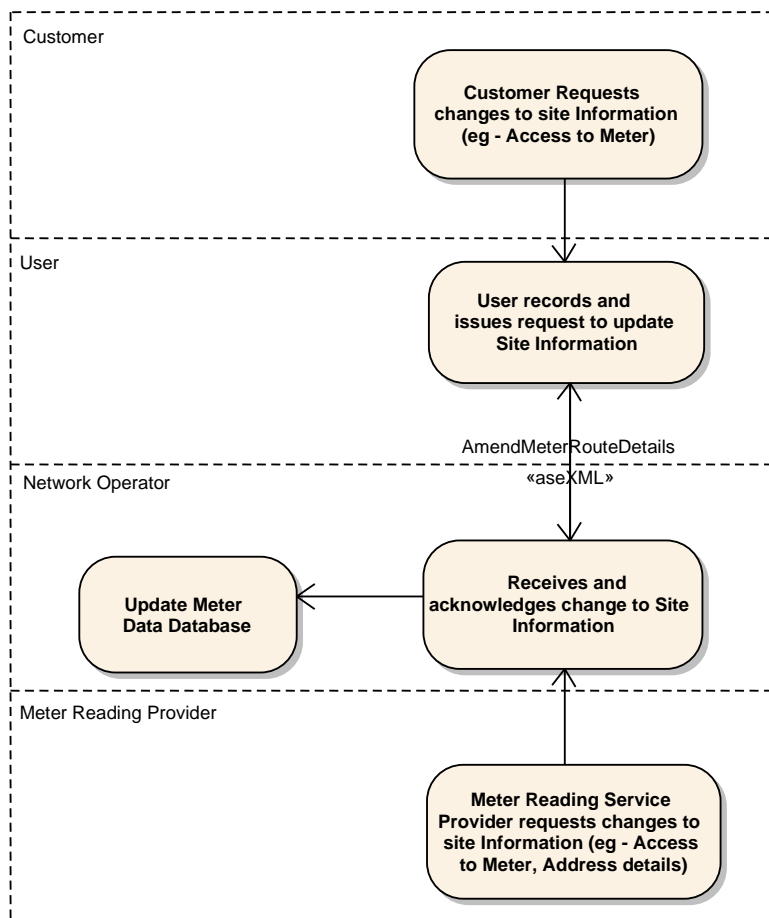 Customer
Customer Requests
changes to site Information
(eg - Access to Meter)
User
User records and
issues request to update
Site Information
AmendMeterRouteDetails
«aseXML»
Network Operator
Update Meter
Data Database
Receives and
acknowledges change to Site
Information
Meter Reading Provider
Meter Reading Service
Provider requests changes to
site Information (eg - Access
to Meter, Address details)